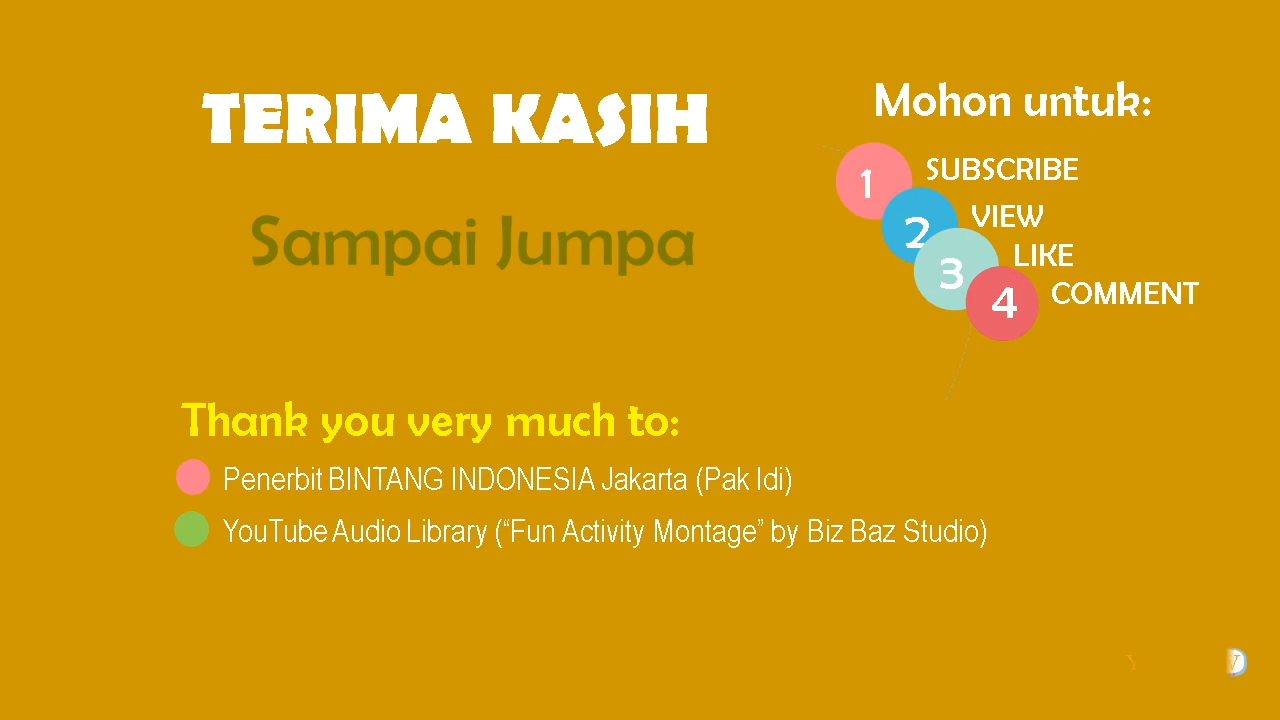 TERIMA KASIH
Sampai Jumpa
Mohon untuk:
1 SUBSCRIBE
2 VIEW
3 LIKE
4 COMMENT
Thank you very much to:
Penerbit BINTANG INDONESIA Jakarta (Pak Idi)
YouTube Audio Library (“Fun Activity Montage” by Biz Baz Studio)